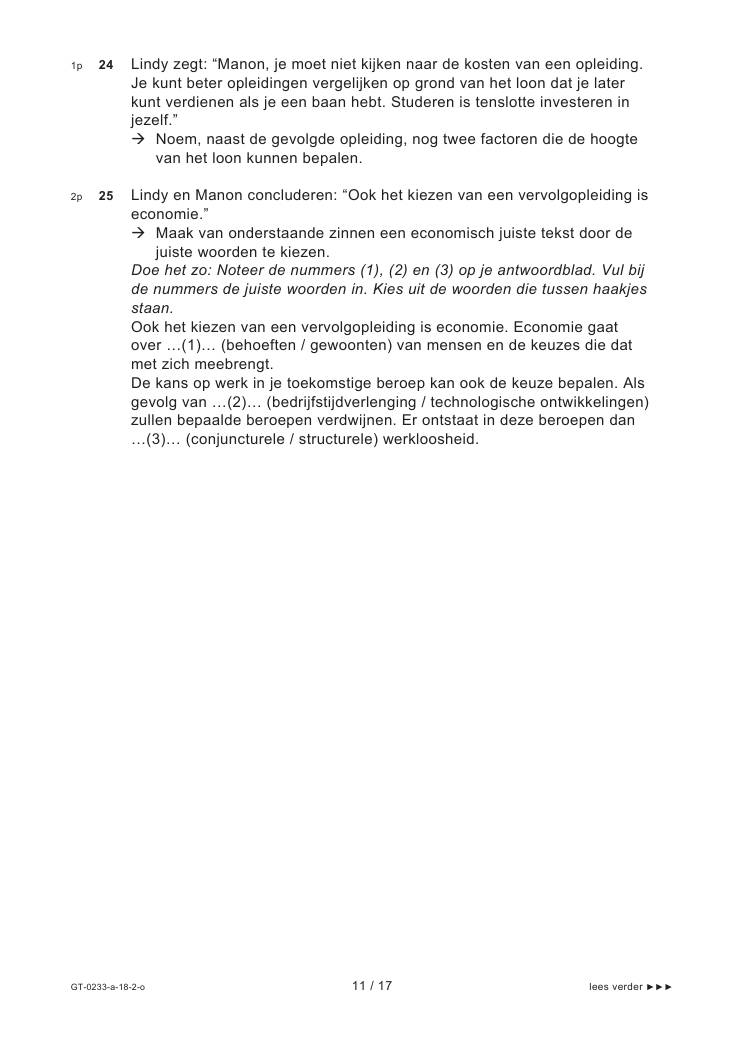 1p 24 Lindy zegt: “Manon, je moet niet kijken naar de kosten van een opleiding.
Je kunt beter opleidingen vergelijken op grond van het loon dat je later
kunt verdienen als je een baan hebt. Studeren is tenslotte investeren in
jezelf.”
→ Noem, naast de gevolgde opleiding, nog twee factoren die de hoogte
van het loon kunnen bepalen.
2p 25 Lindy en Manon concluderen: “Ook het kiezen van een vervolgopleiding is
economie.”
→ Maak van onderstaande zinnen een economisch juiste tekst door de
juiste woorden te kiezen.
Doe het zo: Noteer de nummers (1), (2) en (3) op je antwoordblad. Vul bij
de nummers de juiste woorden in. Kies uit de woorden die tussen haakjes
staan.
Ook het kiezen van een vervolgopleiding is economie. Economie gaat
over …(1)… (behoeften / gewoonten) van mensen en de keuzes die dat
met zich meebrengt.
De kans op werk in je toekomstige beroep kan ook de keuze bepalen. Als
gevolg van …(2)… (bedrijfstijdverlenging / technologische ontwikkelingen)
zullen bepaalde beroepen verdwijnen. Er ontstaat in deze beroepen dan
…(3)… (conjuncturele / structurele) werkloosheid.
GT-0233-a-18-2-o 11 / 17 lees verder ►►►